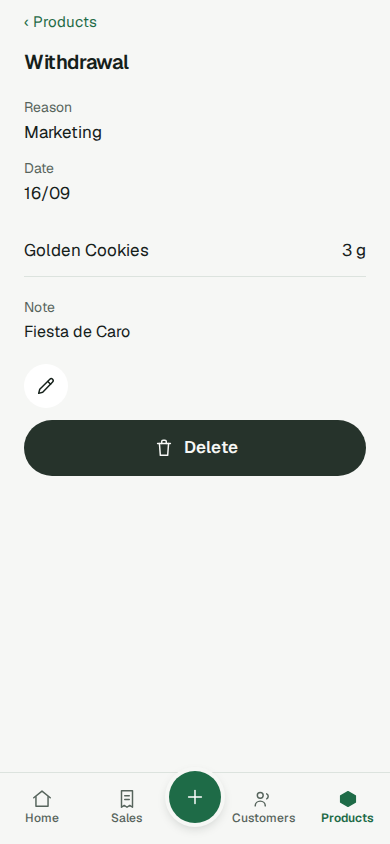 ‹ Products
Withdrawal
Reason
Marketing
Date
16/09
Golden Cookies 3 g
Note
Fiesta de Caro
Delete
Home Sales Customers Products